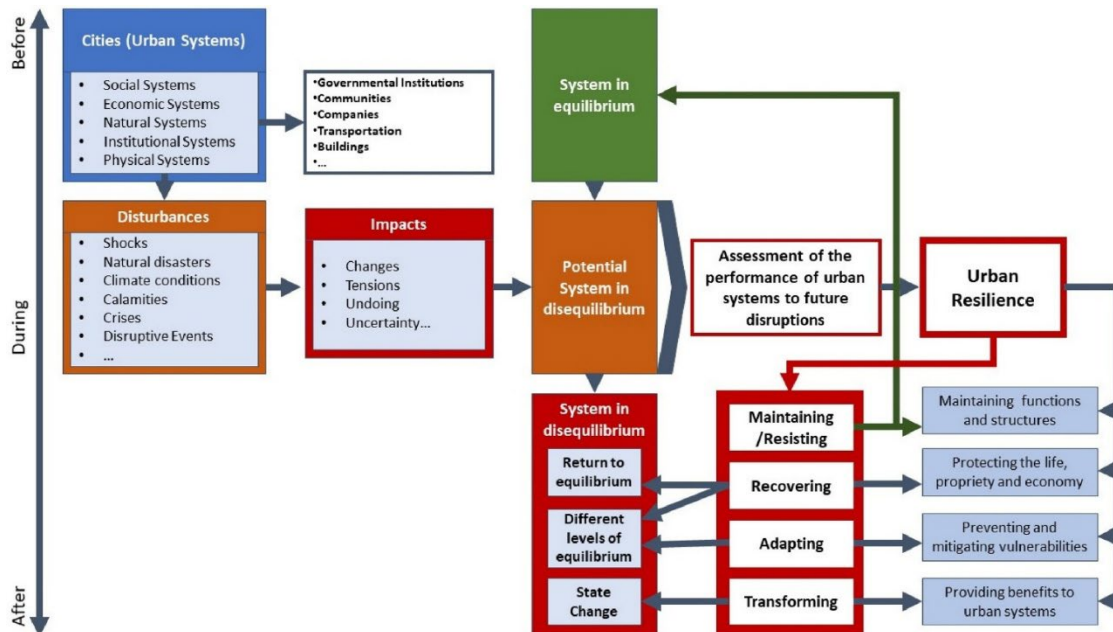 Before
During
After
Cities (Urban Systems)
• Social Systems
• Economic Systems
• Natural Systems
• Institutional Systems
• Physical Systems
•Governmental Institutions
•Communities
•Companies
•Transportation
•Buildings
•...
System in
equilibrium
Disturbances
• Shocks
• Natural disasters
• Climate conditions
• Calamities
• Crises
• Disruptive Events
• ...
Impacts
• Changes
• Tensions
• Undoing
• Uncertainty...
Potential
System in
disequilibrium
Assessment of the
performance of urban
systems to future
disruptions
Urban
Resilience
System in
disequilibrium
Return to
equilibrium
Different
levels of
equilibrium
State
Change
Maintaining
/Resisting
Recovering
Adapting
Transforming
Maintaining functions
and structures
Protecting the life,
propriety and economy
Preventing and
mitigating vulnerabilities
Providing benefits to
urban systems